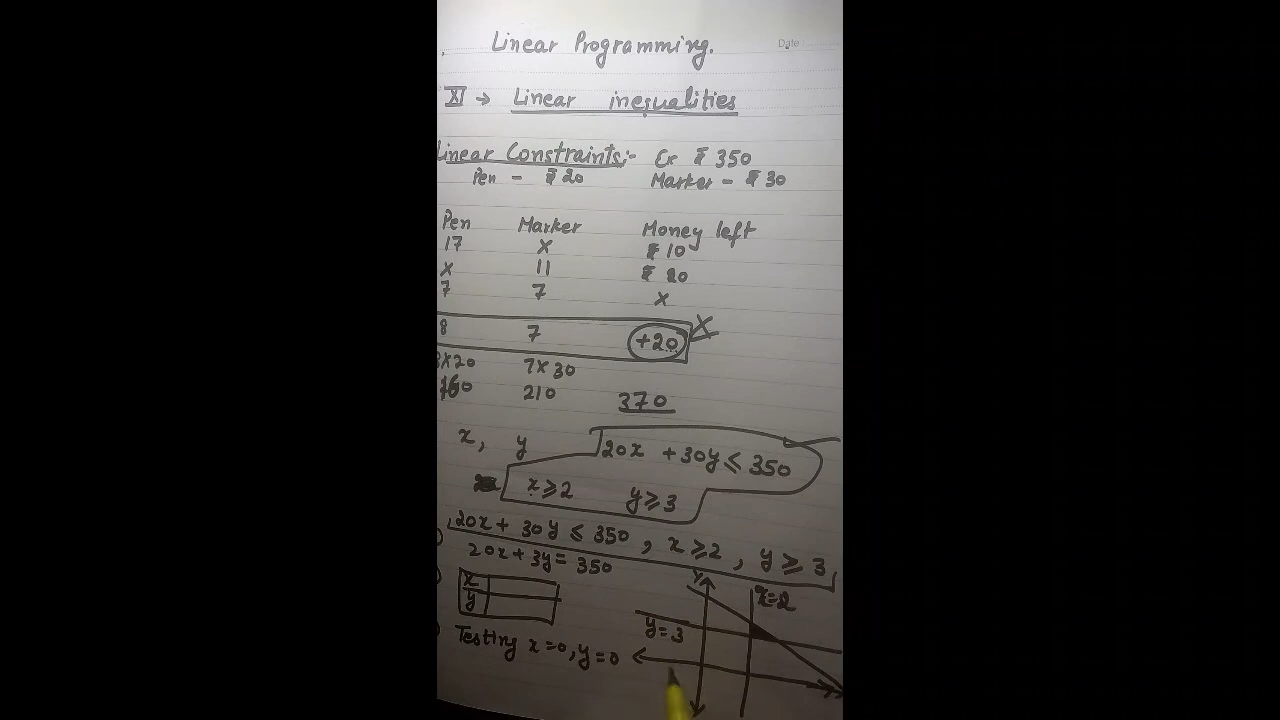 Linear Programming.
Date
XI → Linear inequalities
Linear Constraints:- Ex ₹ 350
Pen - ₹ 20 Marker - ₹ 30
Pen Marker Money left
17 X ₹ 10
X 11 ₹ 20
7 7 X
8 7 +20 X
8X20 7X30
160 210 370
x, y 20x + 30y ≤ 350
x ≥ 2 y ≥ 3
20x + 30y ≤ 350, x ≥ 2, y ≥ 3
20x + 3y = 350
x
y
y x=2
y=3
Testing x=0, y=0